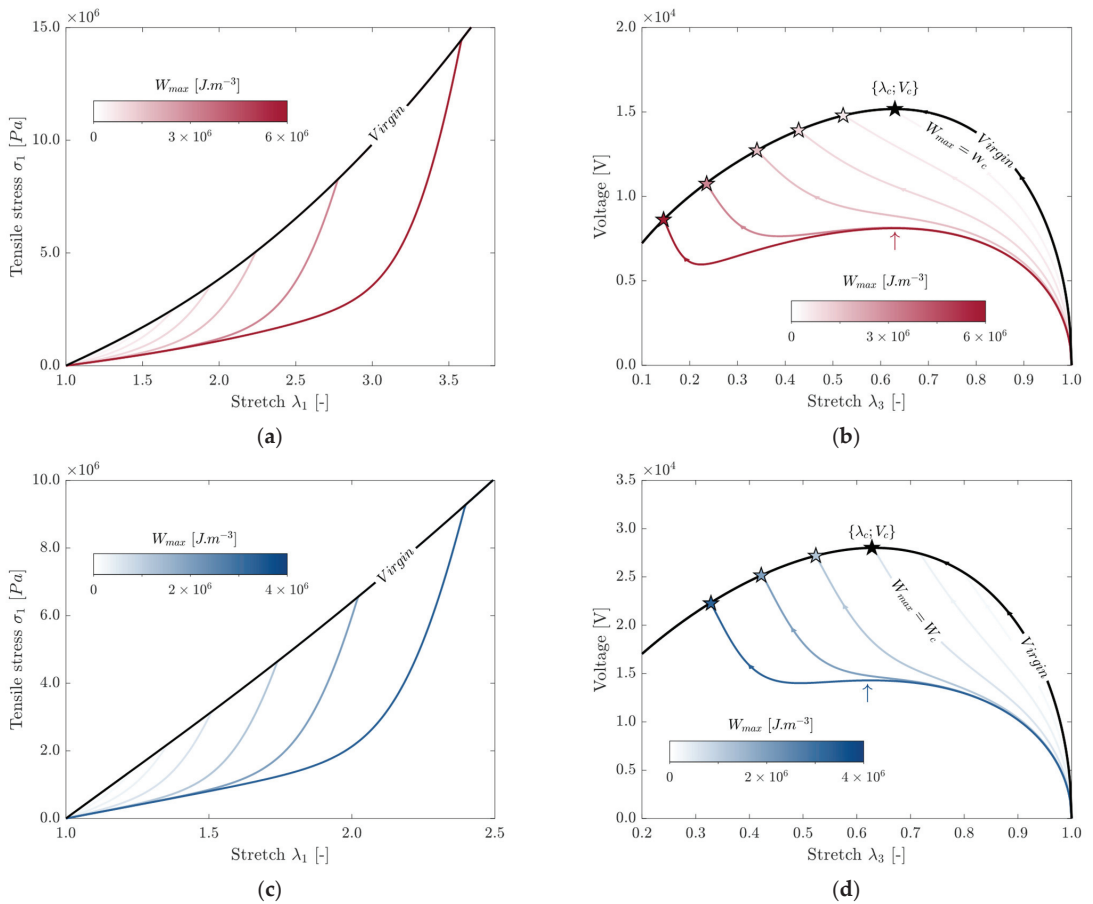 ×10⁶
15.0
10.0
5.0
0.0
Tensile stress σ₁ [Pa]
W_max [J.m⁻³]
0
3 × 10⁶
6 × 10⁶
Virgin
1.0
1.5
2.0
2.5
3.0
3.5
Stretch λ₁ [-]
(a)
×10⁴
2.0
1.5
1.0
0.5
0.0
Voltage [V]
{λ_c; V_c}
W_max = w_c
Virgin
W_max [J.m⁻³]
0
3 × 10⁶
6 × 10⁶
0.1
0.2
0.3
0.4
0.5
0.6
0.7
0.8
0.9
1.0
Stretch λ₃ [-]
(b)
×10⁶
10.0
8.0
6.0
4.0
2.0
0.0
Tensile stress σ₁ [Pa]
W_max [J.m⁻³]
0
2 × 10⁶
4 × 10⁶
Virgin
1.0
1.5
2.0
2.5
Stretch λ₁ [-]
(c)
×10⁴
3.5
3.0
2.5
2.0
1.5
1.0
0.5
0.0
Voltage [V]
{λ_c; V_c}
W_max = W_c
Virgin
W_max [J.m⁻³]
0
2 × 10⁶
4 × 10⁶
0.2
0.3
0.4
0.5
0.6
0.7
0.8
0.9
1.0
Stretch λ₃ [-]
(d)